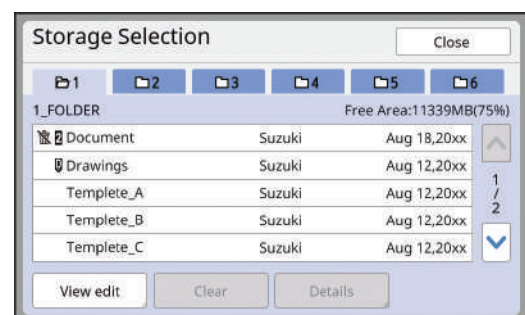 Storage Selection Close
1 2 3 4 5 6
1_FOLDER Free Area:11339MB(75%)
2 Document Suzuki Aug 18,20xx
Drawings Suzuki Aug 12,20xx
Templete_A Suzuki Aug 12,20xx
Templete_B Suzuki Aug 12,20xx
Templete_C Suzuki Aug 12,20xx
1
/
2
View edit Clear Details